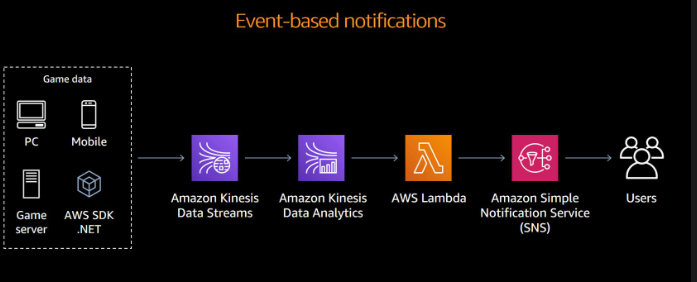 Event-based notifications
Game data
PC
Mobile
Game
server
AWS SDK
.NET
Amazon Kinesis
Data Streams
Amazon Kinesis
Data Analytics
AWS Lambda
Amazon Simple
Notification Service
(SNS)
Users